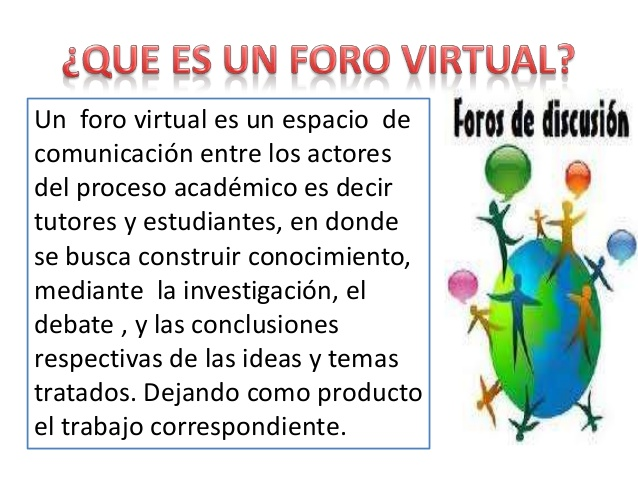 ¿QUE ES UN FORO VIRTUAL?
Un foro virtual es un espacio de
comunicación entre los actores
del proceso académico es decir
tutores y estudiantes, en donde
se busca construir conocimiento,
mediante la investigación, el
debate , y las conclusiones
respectivas de las ideas y temas
tratados. Dejando como producto
el trabajo correspondiente.
Foros de discusión